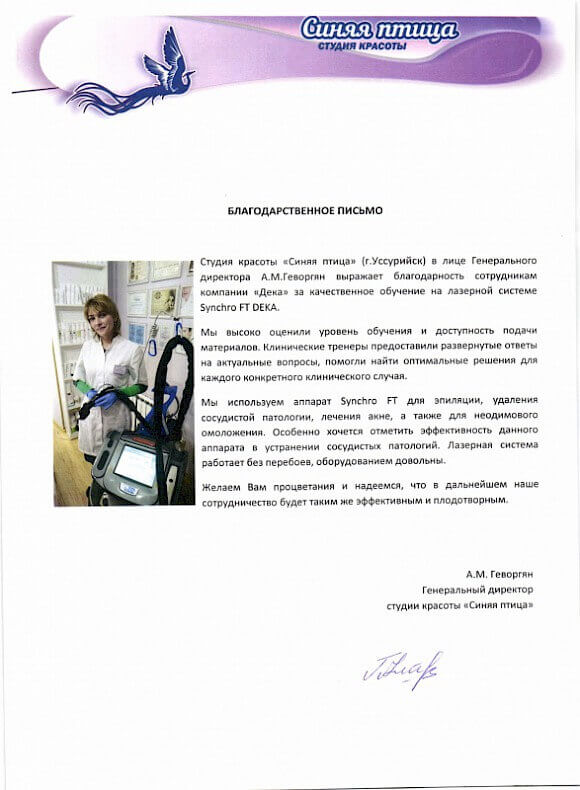 Синяя птица
СТУДИЯ КРАСОТЫ
БЛАГОДАРСТВЕННОЕ ПИСЬМО
Студия красоты «Синяя птица» (г.Уссурийск) в лице Генерального
директора А.М.Геворгян выражает благодарность сотрудникам
компании «Дека» за качественное обучение на лазерной системе
Synchro FT DEKA.
Мы высоко оценили уровень обучения и доступность подачи
материалов. Клинические тренеры предоставили развернутые ответы
на актуальные вопросы, помогли найти оптимальные решения для
каждого конкретного клинического случая.
Мы используем аппарат Synchro FT для эпиляции, удаления
сосудистой патологии, лечения акне, а также для неодимового
омоложения. Особенно хочется отметить эффективность данного
аппарата в устранении сосудистых патологий. Лазерная система
работает без перебоев, оборудованием довольны.
Желаем Вам процветания и надеемся, что в дальнейшем наше
сотрудничество будет таким же эффективным и плодотворным.
А.М. Геворгян
Генеральный директор
студии красоты «Синяя птица»